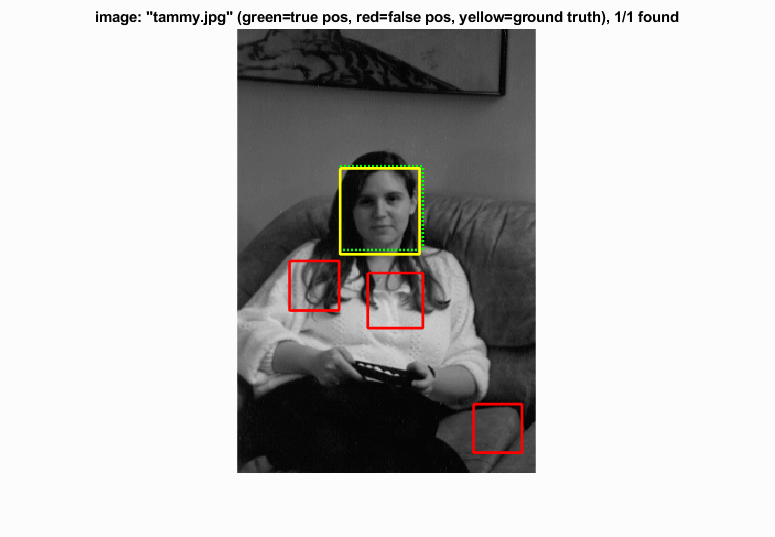 image: "tammy.jpg" (green=true pos, red=false pos, yellow=ground truth), 1/1 found